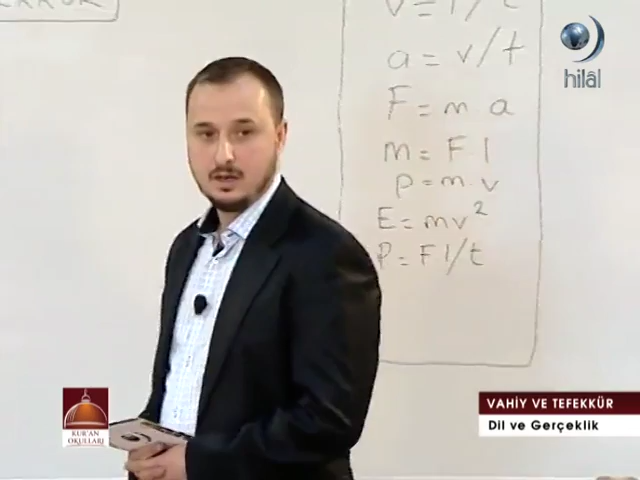 v = l / t
a = v / t
F = m a
m = F l
p = m v
E = mv²
P = F l / t
hilâl
KUR'AN
OKULLARI
VAHİY VE TEFEKKÜR
Dil ve Gerçeklik